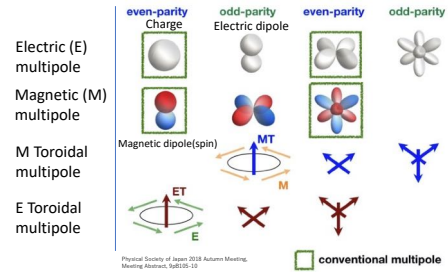 even-parity odd-parity even-parity odd-parity
Charge Electric dipole
Electric (E)
multipole
Magnetic (M)
multipole
Magnetic dipole(spin)
MT
M Toroidal
multipole
M
ET
E Toroidal
multipole
E
Physical Society of Japan 2018 Autumn Meeting,
Meeting Abstract, 9pB105-10
conventional multipole